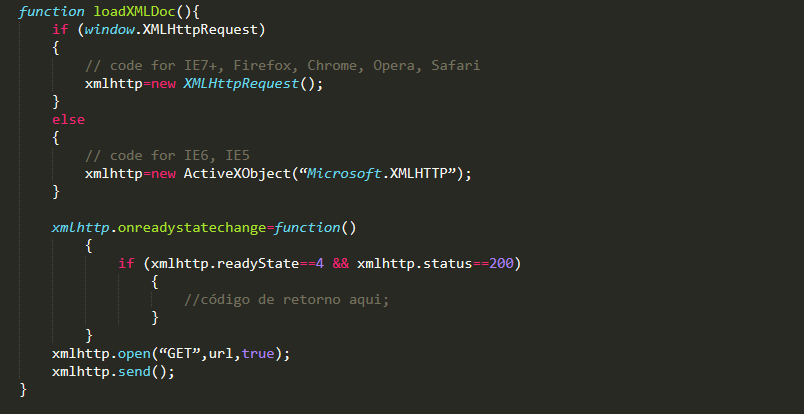 function loadXMLDoc(){
if (window.XMLHttpRequest)
{
// code for IE7+, Firefox, Chrome, Opera, Safari
xmlhttp=new XMLHttpRequest();
}
else
{
// code for IE6, IE5
xmlhttp=new ActiveXObject(“Microsoft.XMLHTTP”);
}
xmlhttp.onreadystatechange=function()
{
if (xmlhttp.readyState==4 && xmlhttp.status==200)
{
//código de retorno aqui;
}
}
xmlhttp.open(“GET”,url,true);
xmlhttp.send();
}